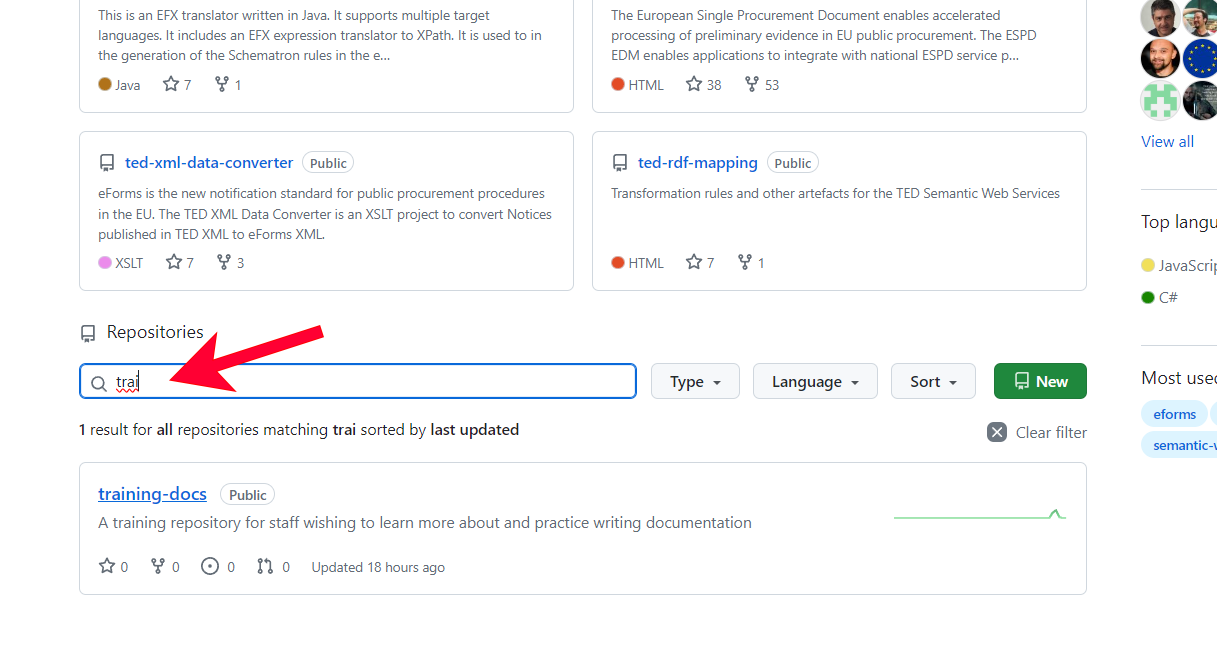 This is an EFX translator written in Java. It supports multiple target
languages. It includes an EFX expression translator to XPath. It is used to in
the generation of the Schematron rules in the e...
Java 7 1
The European Single Procurement Document enables accelerated
processing of preliminary evidence in EU public procurement. The ESPD
EDM enables applications to integrate with national ESPD service p...
HTML 38 53
ted-xml-data-converter Public
eForms is the new notification standard for public procurement procedures
in the EU. The TED XML Data Converter is an XSLT project to convert Notices
published in TED XML to eForms XML.
XSLT 7 3
ted-rdf-mapping Public
Transformation rules and other artefacts for the TED Semantic Web Services
HTML 7 1
Repositories
trai
Type Language Sort New
1 result for all repositories matching trai sorted by last updated
Clear filter
training-docs Public
A training repository for staff wishing to learn more about and practice writing documentation
0 0 0 0 Updated 18 hours ago
View all
Top langu
JavaScrip
C#
Most used
eforms
semantic-w